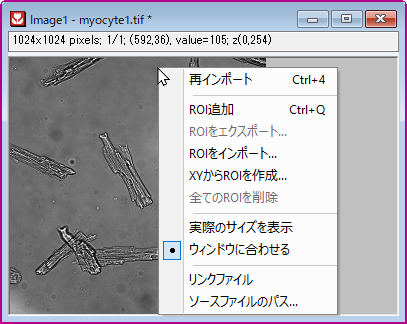 Image1 - myocyte1.tif *
1024x1024 pixels; 1/1; (592,36), value=105; z(0,254)
再インポート Ctrl+4
ROI追加 Ctrl+Q
ROIをエクスポート...
ROIをインポート...
XYからROIを作成...
全てのROIを削除
実際のサイズを表示
ウィンドウに合わせる
リンクファイル
ソースファイルのパス...